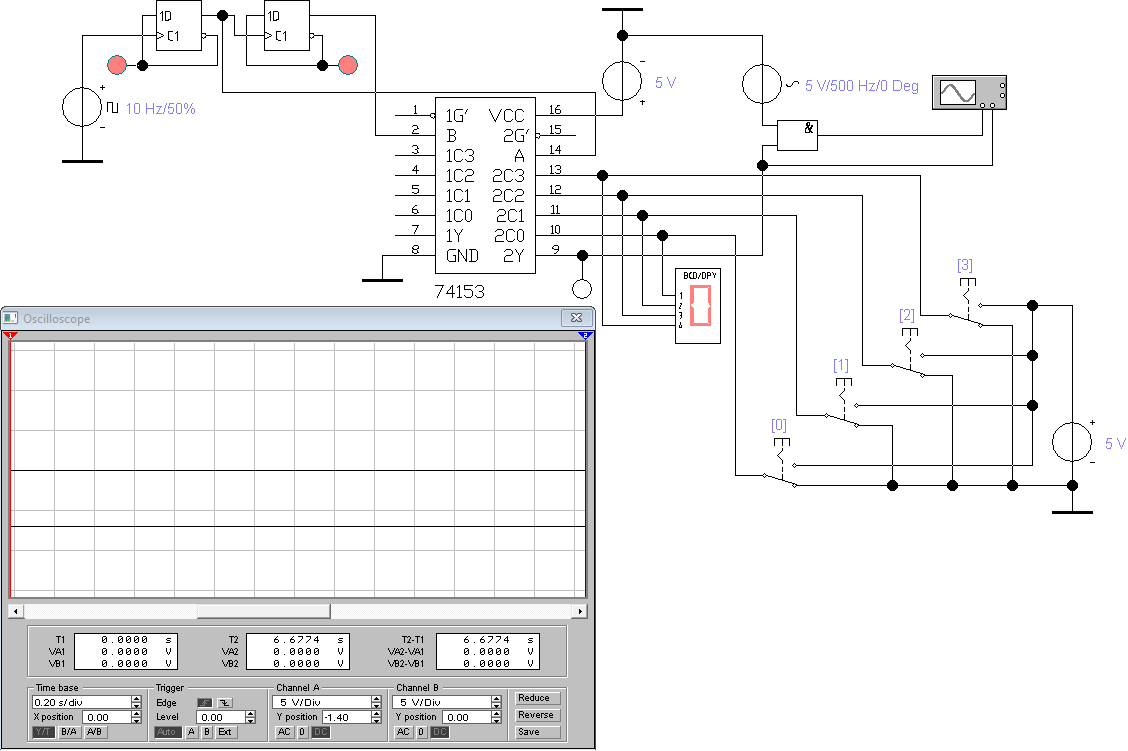 1D
C1
1D
C1
10 Hz/50%
5 V
5 V/500 Hz/0 Deg
&
1 1G' VCC 16
2 B 2G' 15
3 1C3 A 14
4 1C2 2C3 13
5 1C1 2C2 12
6 1C0 2C1 11
7 1Y 2C0 10
8 GND 2Y 9
74153
BCD/DPY
1
2
3
4
[3]
[2]
[1]
[0]
5 V
Oscilloscope
1 2
T1 0.0000 s T2 6.6774 s T2-T1 6.6774 s
VA1 0.0000 V VA2 0.0000 V VA2-VA1 0.0000 V
VB1 0.0000 V VB2 0.0000 V VB2-VB1 0.0000 V
Time base Trigger Channel A Channel B
0.20 s/div Edge 5 V/Div 5 V/Div Reduce
X position 0.00 Level 0.00 Y position -1.40 Y position 0.00 Reverse
Y/T B/A A/B Auto A B Ext AC 0 DC AC 0 DC Save